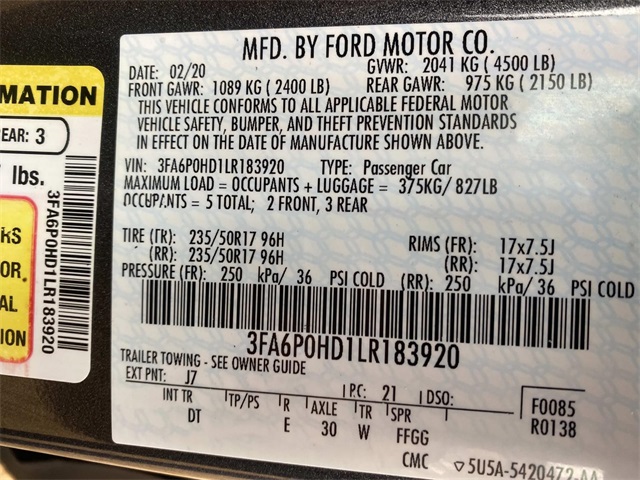 MFD. BY FORD MOTOR CO.
DATE: 02/20
GVWR: 2041 KG (4500 LB)
FRONT GAWR: 1089 KG (2400 LB)
REAR GAWR: 975 KG (2150 LB)
THIS VEHICLE CONFORMS TO ALL APPLICABLE FEDERAL MOTOR
VEHICLE SAFETY, BUMPER, AND THEFT PREVENTION STANDARDS
IN EFFECT ON THE DATE OF MANUFACTURE SHOWN ABOVE.
VIN: 3FA6P0HD1LR183920 TYPE: Passenger Car
MAXIMUM LOAD = OCCUPANTS + LUGGAGE = 375KG/ 827LB
OCCUPANTS = 5 TOTAL; 2 FRONT, 3 REAR
TIRE (FR): 235/50R17 96H RIMS (FR): 17x7.5J
(RR): 235/50R17 96H (RR): 17x7.5J
PRESSURE (FR): 250 kPa/ 36 PSI COLD (RR): 250 kPa/ 36 PSI COLD
3FA6P0HD1LR183920
TRAILER TOWING - SEE OWNER GUIDE
EXT PNT: J7
I.P.C: 21 DSO:
F0085
R0138
INT TR TP/PS R AXLE TR SPR
DT E 30 W FFGG
CMC
5U5A-5420472-AA
MATION
REAR: 3
lbs.
3FA6P0HD1LR183920
KS
OR
AL
ION